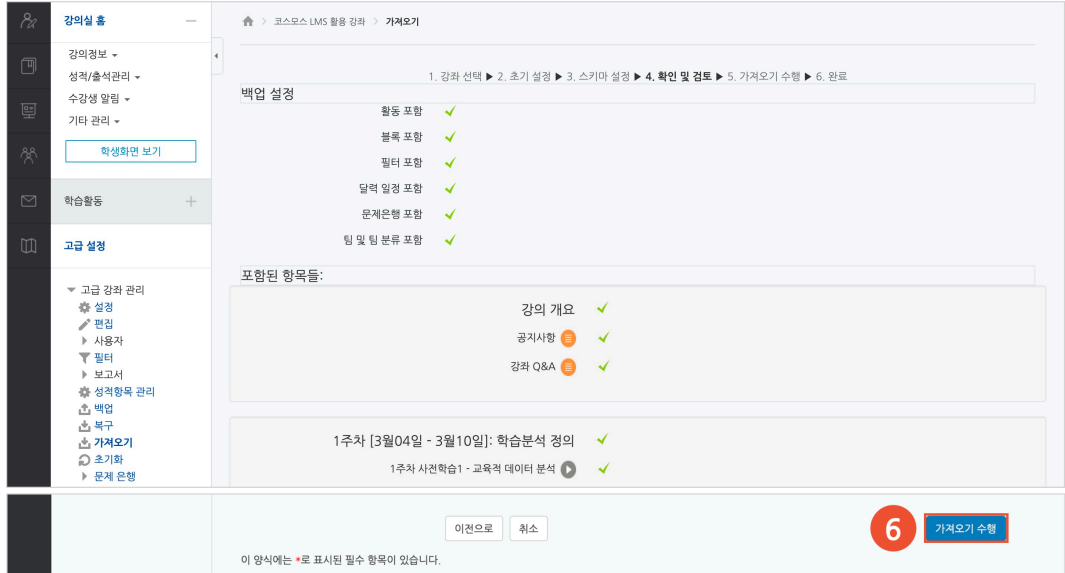 강의실 홈
강의정보
성적/출석관리
수강생 알림
기타 관리
학생화면 보기
학습활동
고급 설정
고급 강좌 관리
설정
편집
사용자
필터
보고서
성적항목 관리
백업
복구
가져오기
초기화
문제 은행
코스모스 LMS 활용 강좌 > 가져오기
1. 강좌 선택 ▶ 2. 초기 설정 ▶ 3. 스키마 설정 ▶ 4. 확인 및 검토 ▶ 5. 가져오기 수행 ▶ 6. 완료
백업 설정
활동 포함
블록 포함
필터 포함
달력 일정 포함
문제은행 포함
팀 및 팀 분류 포함
포함된 항목들:
강의 개요
공지사항
강좌 Q&A
1주차 [3월04일 - 3월10일]: 학습분석 정의
1주차 사전학습1 - 교육적 데이터 분석
이전으로 취소 6 가져오기 수행
이 양식에는 *로 표시된 필수 항목이 있습니다.